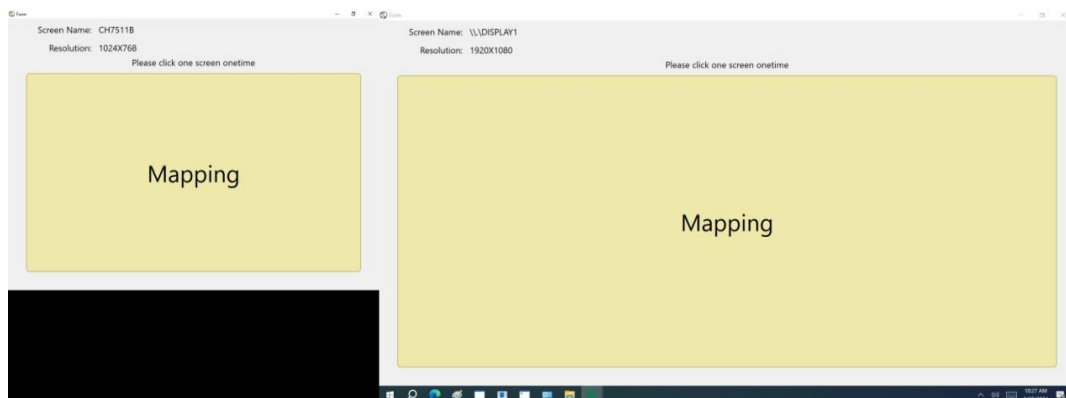 Form
Screen Name: CH7511B
Resolution: 1024X768
Please click one screen onetime
Mapping
Form
Screen Name: \\.\DISPLAY1
Resolution: 1920X1080
Please click one screen onetime
Mapping
10:27 AM